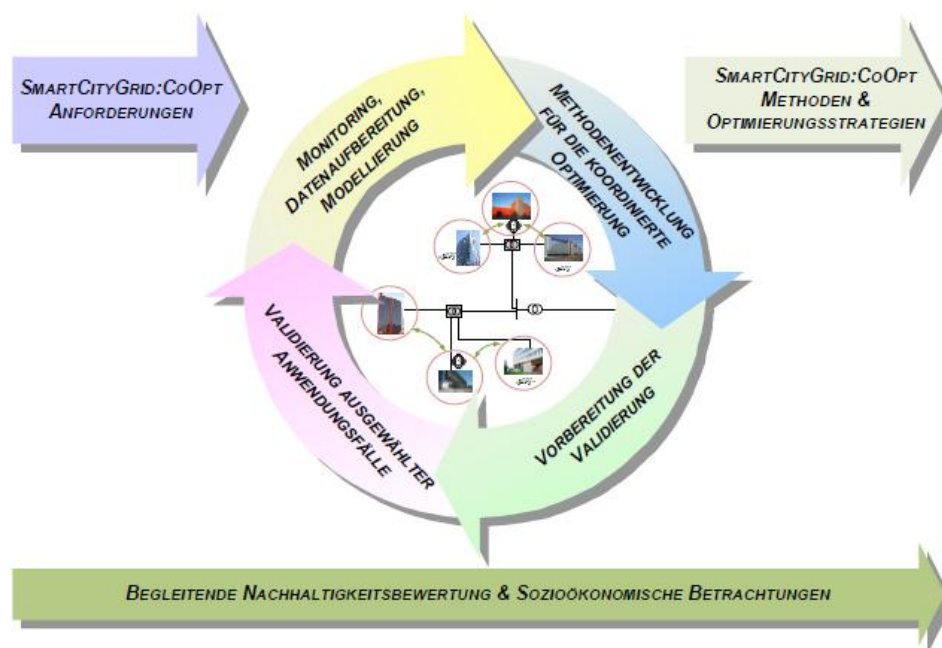 SMARTCITYGRID:COOPT
ANFORDERUNGEN
SMARTCITYGRID:COOPT
METHODEN &
OPTIMIERUNGSSTRATEGIEN
MONITORING,
DATENAUFBEREITUNG,
MODELLIERUNG
METHODENENTWICKLUNG
FÜR DIE KOORDINIERTE
OPTIMIERUNG
VORBEREITUNG DER
VALIDIERUNG
VALIDIERUNG AUSGEWÄHLTER
ANWENDUNGSFÄLLE
BEGLEITENDE NACHHALTIGKEITSBEWERTUNG & SOZIOÖKONOMISCHE BETRACHTUNGEN